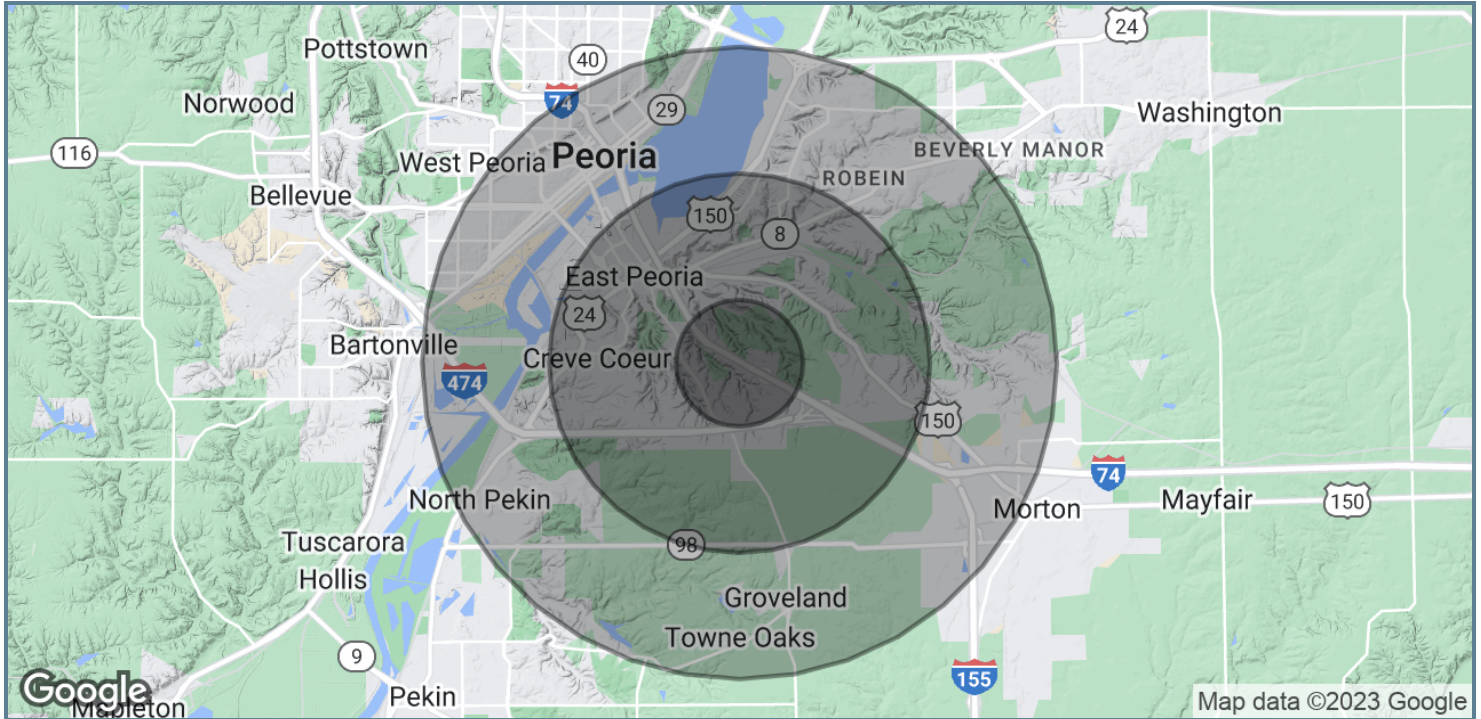 24
Pottstown
40
74
Norwood
29
Washington
116
West Peoria
Peoria
BEVERLY MANOR
ROBEIN
Bellevue
150
8
East Peoria
24
Bartonville
Creve Coeur
474
150
74
North Pekin
Morton
Mayfair
150
Tuscarora
98
Hollis
Groveland
Towne Oaks
9
155
Google
Pekin
Mapleton
Map data ©2023 Google